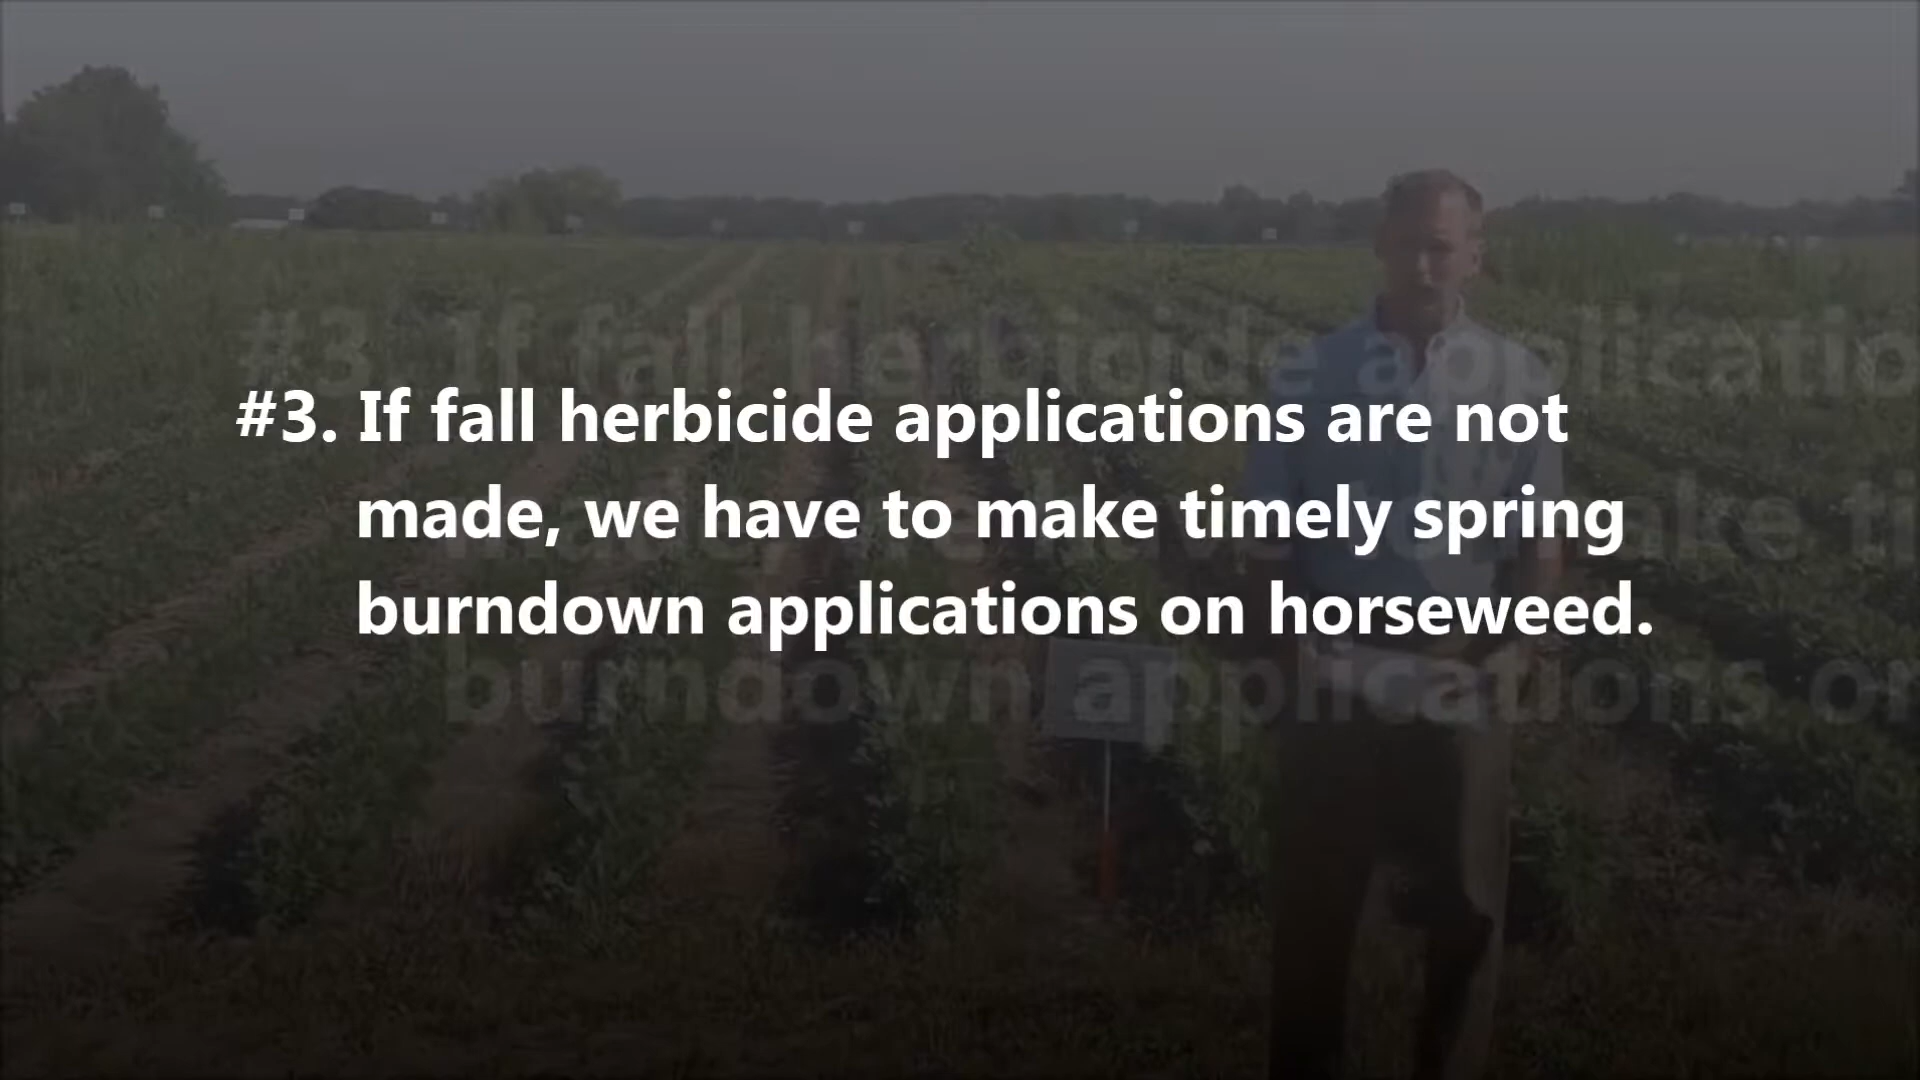 #3. If fall herbicide applications are not
made, we have to make timely spring
burndown applications on horseweed.